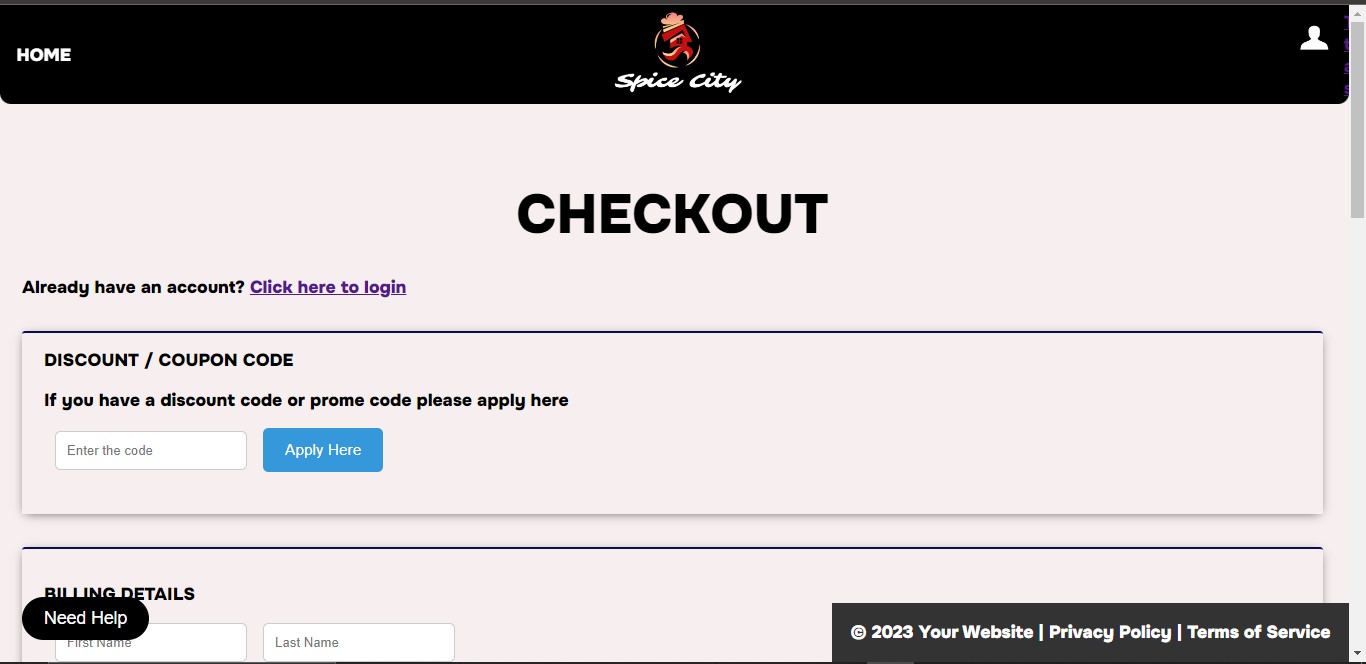 HOME
Spice City
CHECKOUT
Already have an account? Click here to login
DISCOUNT / COUPON CODE
If you have a discount code or prome code please apply here
Enter the code
Apply Here
BILLING DETAILS
Need Help
First Name
Last Name
© 2023 Your Website | Privacy Policy | Terms of Service